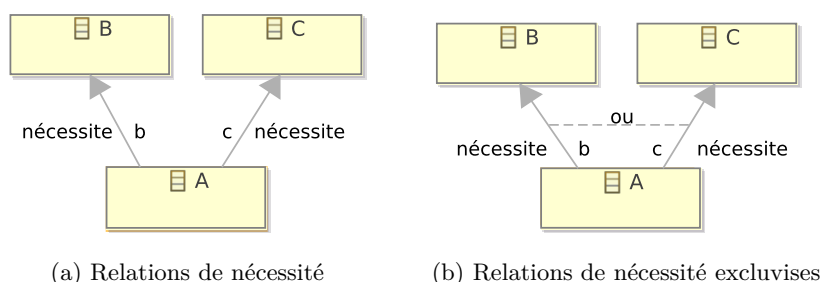 B
C
nécessite b
c nécessite
A
(a) Relations de nécessité
B
C
ou
nécessite b
c nécessite
A
(b) Relations de nécessité excluvises